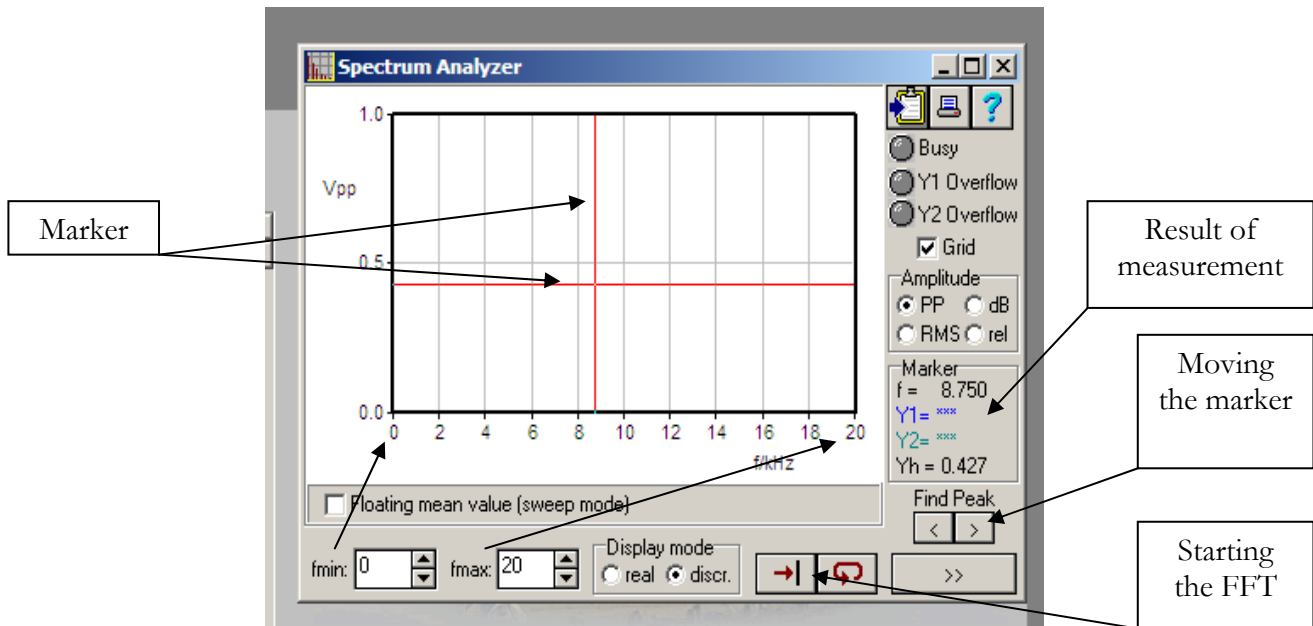 Spectrum Analyzer
1.0
Vpp
0.5
0.0
0 2 4 6 8 10 12 14 16 18 20
f/kHz
Busy
Y1 Overflow
Y2 Overflow
Grid
Amplitude
PP dB
RMS rel
Marker
f = 8.750
Y1= ***
Y2= ***
Yh = 0.427
Find Peak
< >
Floating mean value (sweep mode)
fmin: 0 fmax: 20
Display mode
real discr.
>>
Marker
Result of
measurement
Moving
the marker
Starting
the FFT